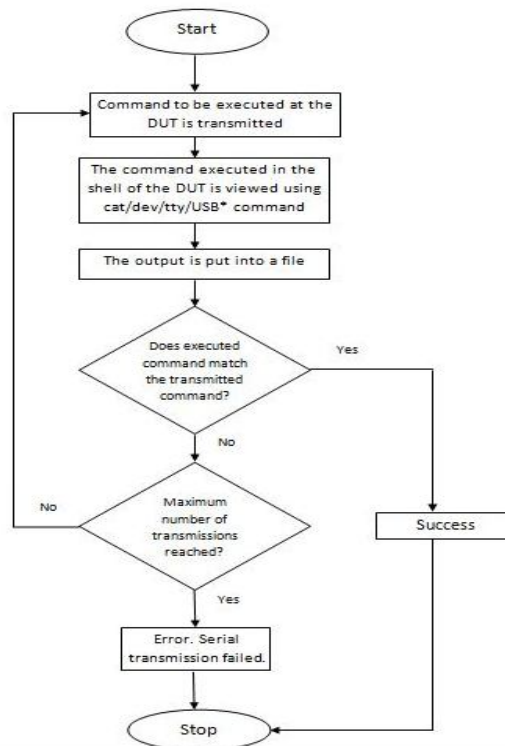 Start
Command to be executed at the
DUT is transmitted
The command executed in the
shell of the DUT is viewed using
cat/dev/tty/USB* command
The output is put into a file
Does executed
command match
the transmitted
command?
Yes
No
Maximum
number of
transmissions
reached?
No
Success
Yes
Error. Serial
transmission failed.
Stop